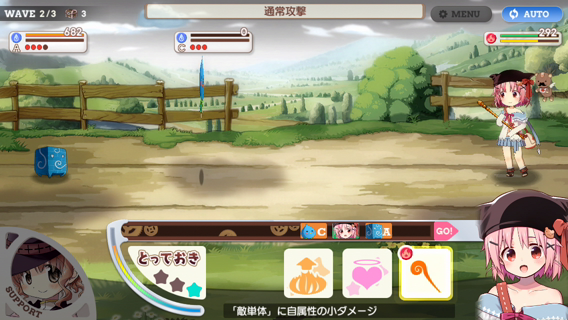 WAVE 2/3 3
通常攻撃
MENU
AUTO
682
A
0
C
292
C
A
GO!
とっておき
SUPPORT
「敵単体」に自属性の小ダメージ